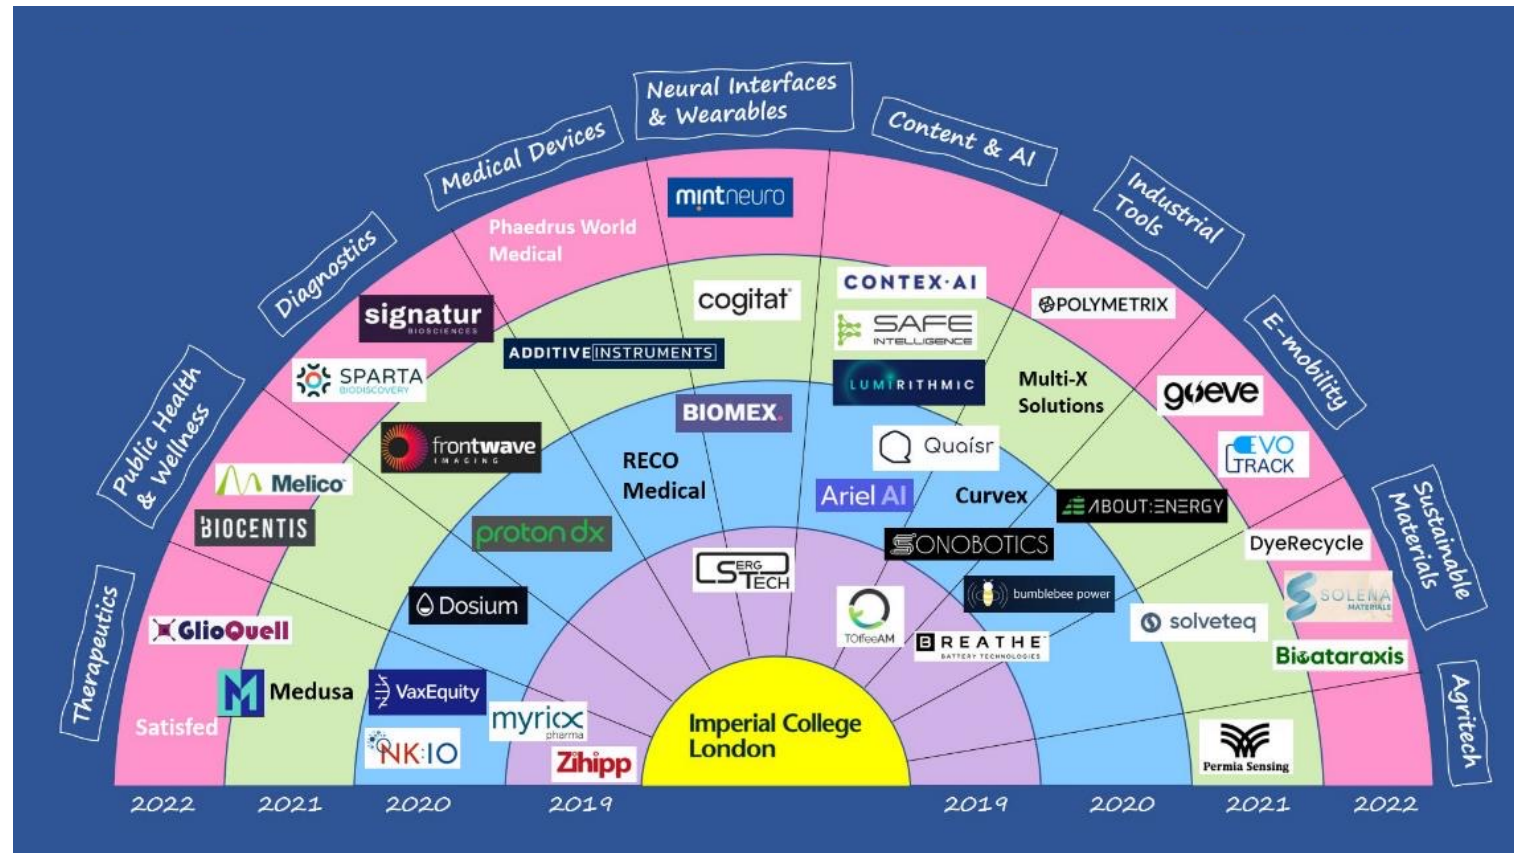 Neural Interfaces
& Wearables
Medical Devices
Content & AI
Industrial
Tools
Diagnostics
E-mobility
Public Health
& Wellness
Sustainable
Materials
Therapeutics
Agritech
mintneuro
Phaedrus World
Medical
signatur
BIOSCIENCES
cogitat
CONTEX·AI
POLYMETRIX
SAFE
INTELLIGENCE
ADDITIVE INSTRUMENTS
SPARTA
BIODISCOVERY
LUMIRITHMIC
Multi-X
Solutions
goeve
BIOMEX.
frontwave
IMAGING
Quaisr
EVO
TRACK
RECO
Medical
Melico
Ariel AI
Curvex
ABOUT:ENERGY
BIOCENTIS
proton dx
SONOBOTICS
DyeRecycle
SERG
TECH
bumblebee power
SOLENA
MATERIALS
Dosium
TOffeeAM
solveteq
GlioQuell
BREATHE
BATTERY TECHNOLOGIES
Bioataraxis
M Medusa
VaxEquity
Satisfed
myricx
pharma
Imperial College
London
NK:IO
Zihipp
Permia Sensing
2022 2021 2020 2019 2019 2020 2021 2022